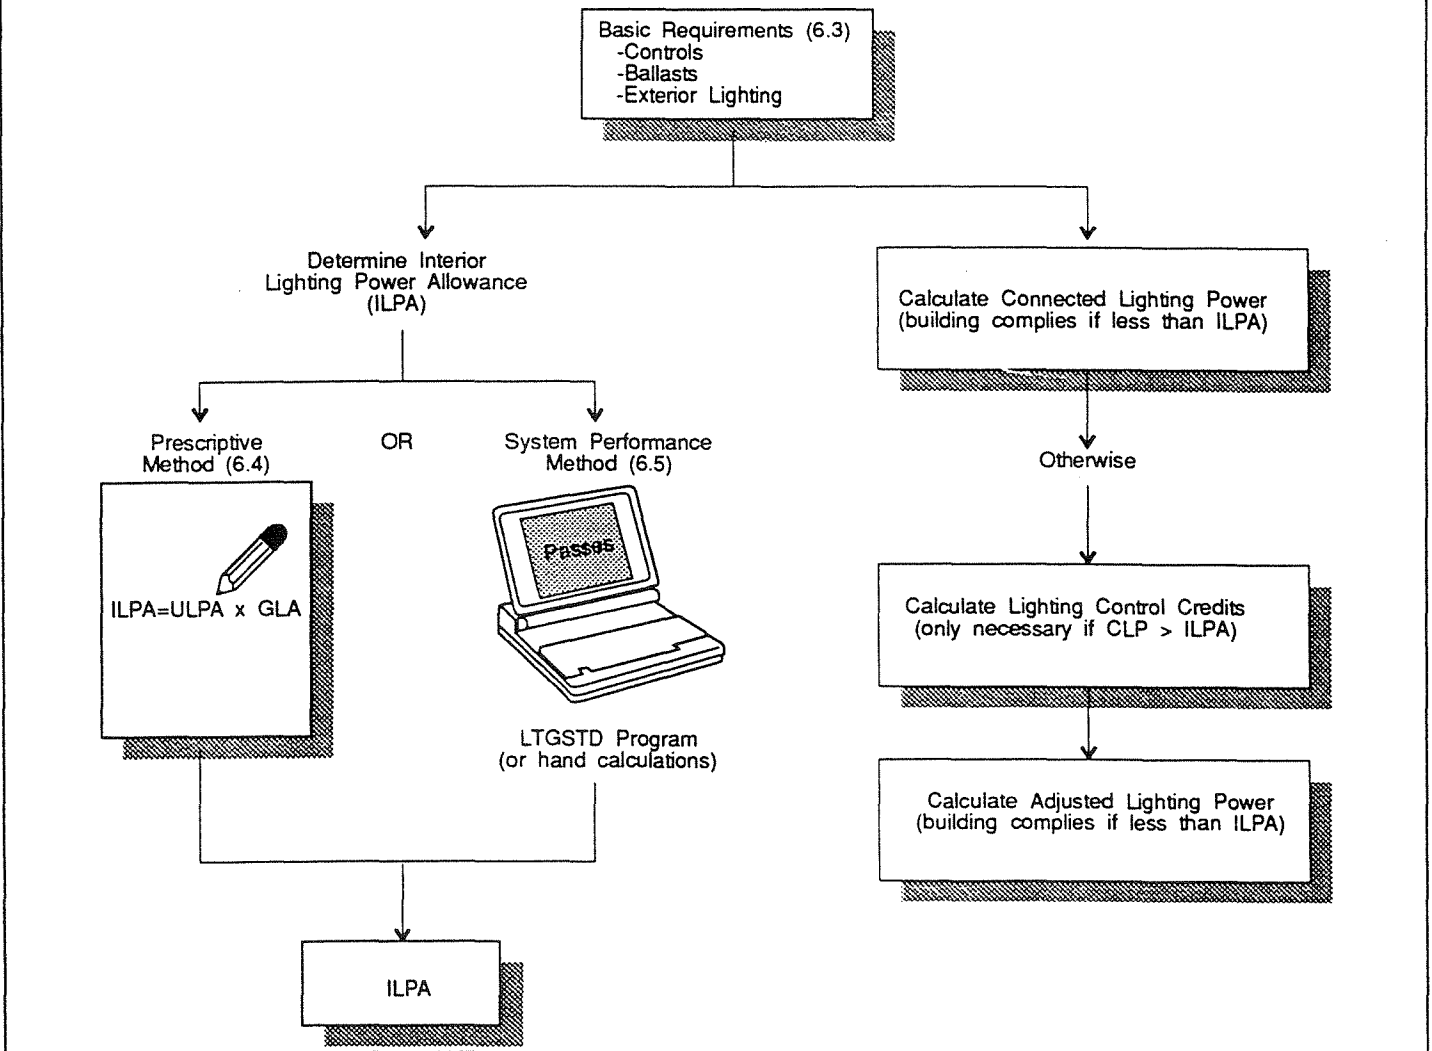 Basic Requirements (6.3)
-Controls
-Ballasts
-Exterior Lighting
Determine Interior
Lighting Power Allowance
(ILPA)
Prescriptive
Method (6.4)
OR
System Performance
Method (6.5)
ILPA=ULPA x GLA
Passes
LTGSTD Program
(or hand calculations)
ILPA
Calculate Connected Lighting Power
(building complies if less than ILPA)
Otherwise
Calculate Lighting Control Credits
(only necessary if CLP > ILPA)
Calculate Adjusted Lighting Power
(building complies if less than ILPA)